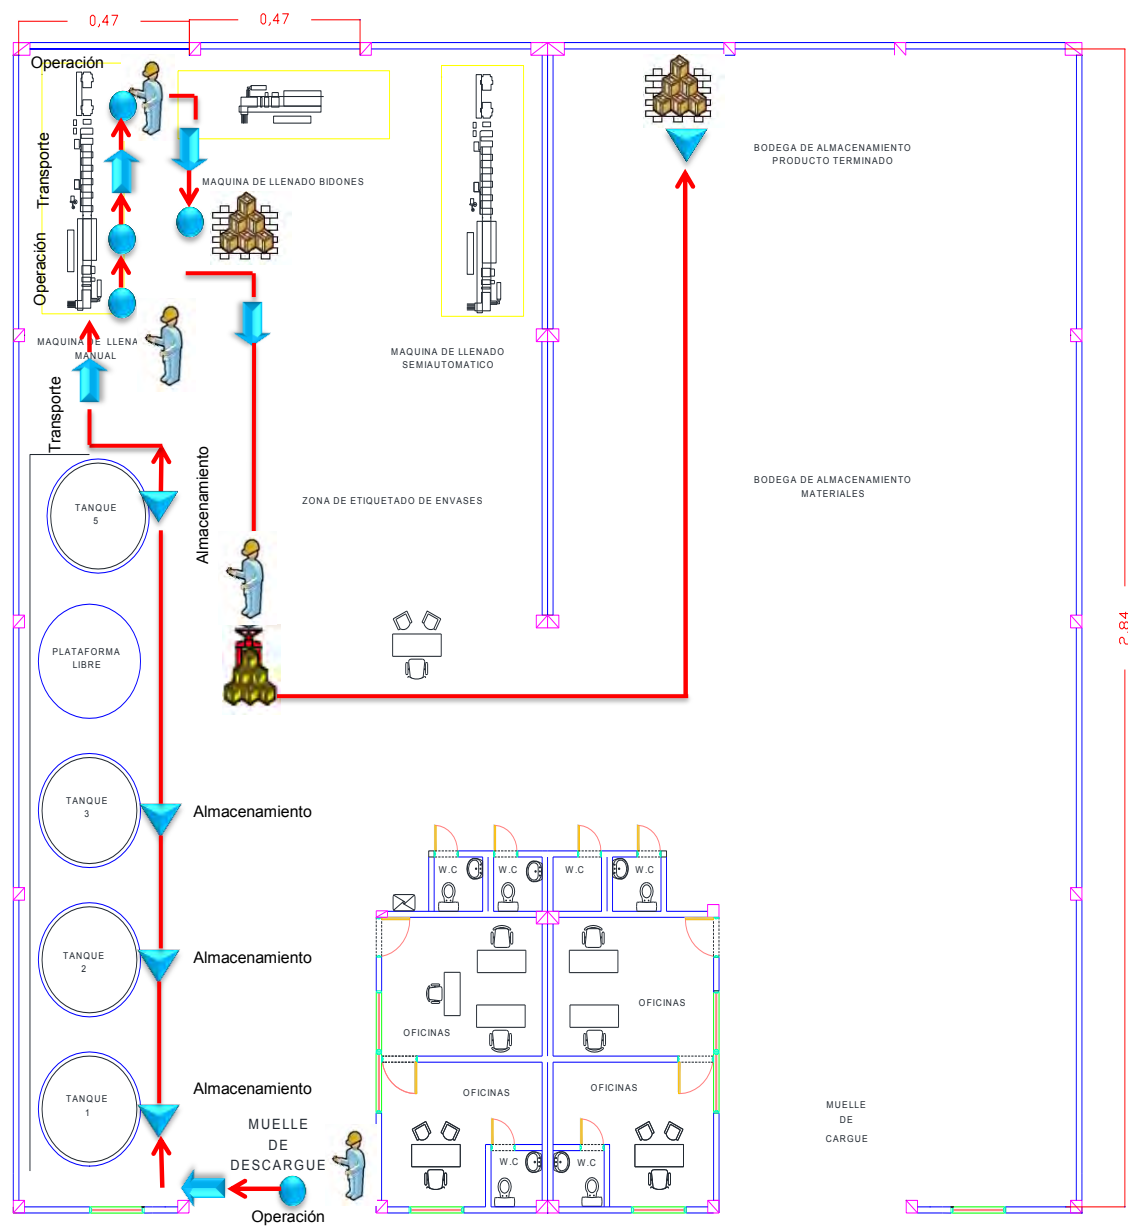 0,47
0,47
Operación
Transporte
Operación
MAQUINA DE LLENADO BIDONES
BODEGA DE ALMACENAMIENTO
PRODUCTO TERMINADO
MAQUINA DE LLENA
MANUAL
MAQUINA DE LLENADO
SEMIAUTOMATICO
Transporte
Almacenamiento
ZONA DE ETIQUETADO DE ENVASES
BODEGA DE ALMACENAMIENTO
MATERIALES
TANQUE
5
PLATAFORMA
LIBRE
2,84
TANQUE
3
Almacenamiento
W.C
W.C
W.C
W.C
TANQUE
2
Almacenamiento
OFICINAS
OFICINAS
TANQUE
1
Almacenamiento
OFICINAS
OFICINAS
MUELLE
DE
DESCARGUE
MUELLE
DE
CARGUE
W.C
W.C
Operación